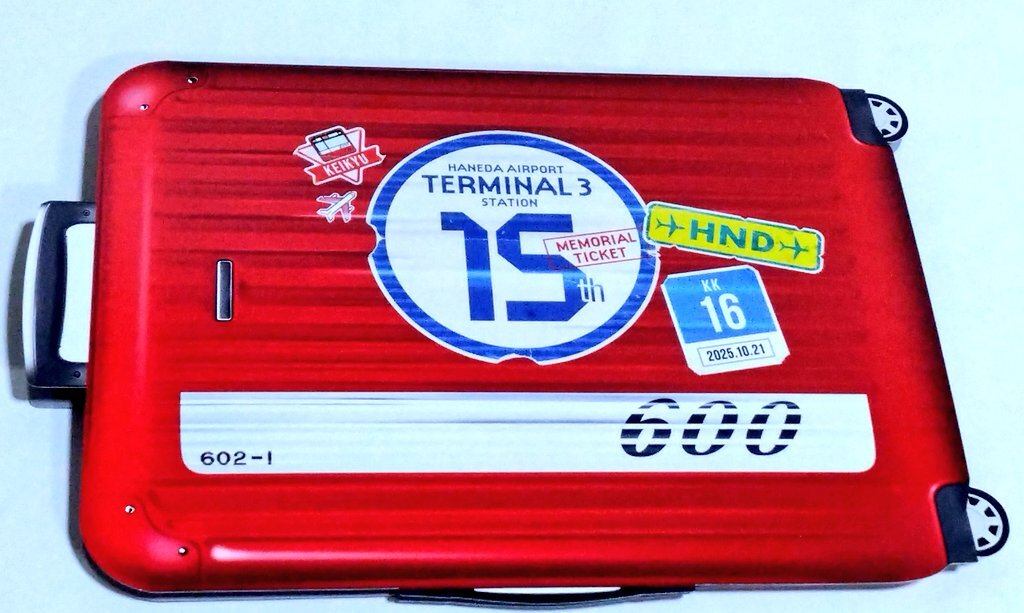 KEIKYU
HANEDA AIRPORT
TERMINAL 3
STATION
15th
MEMORIAL
TICKET
HND
KK
16
2025.10.21
600
602-1